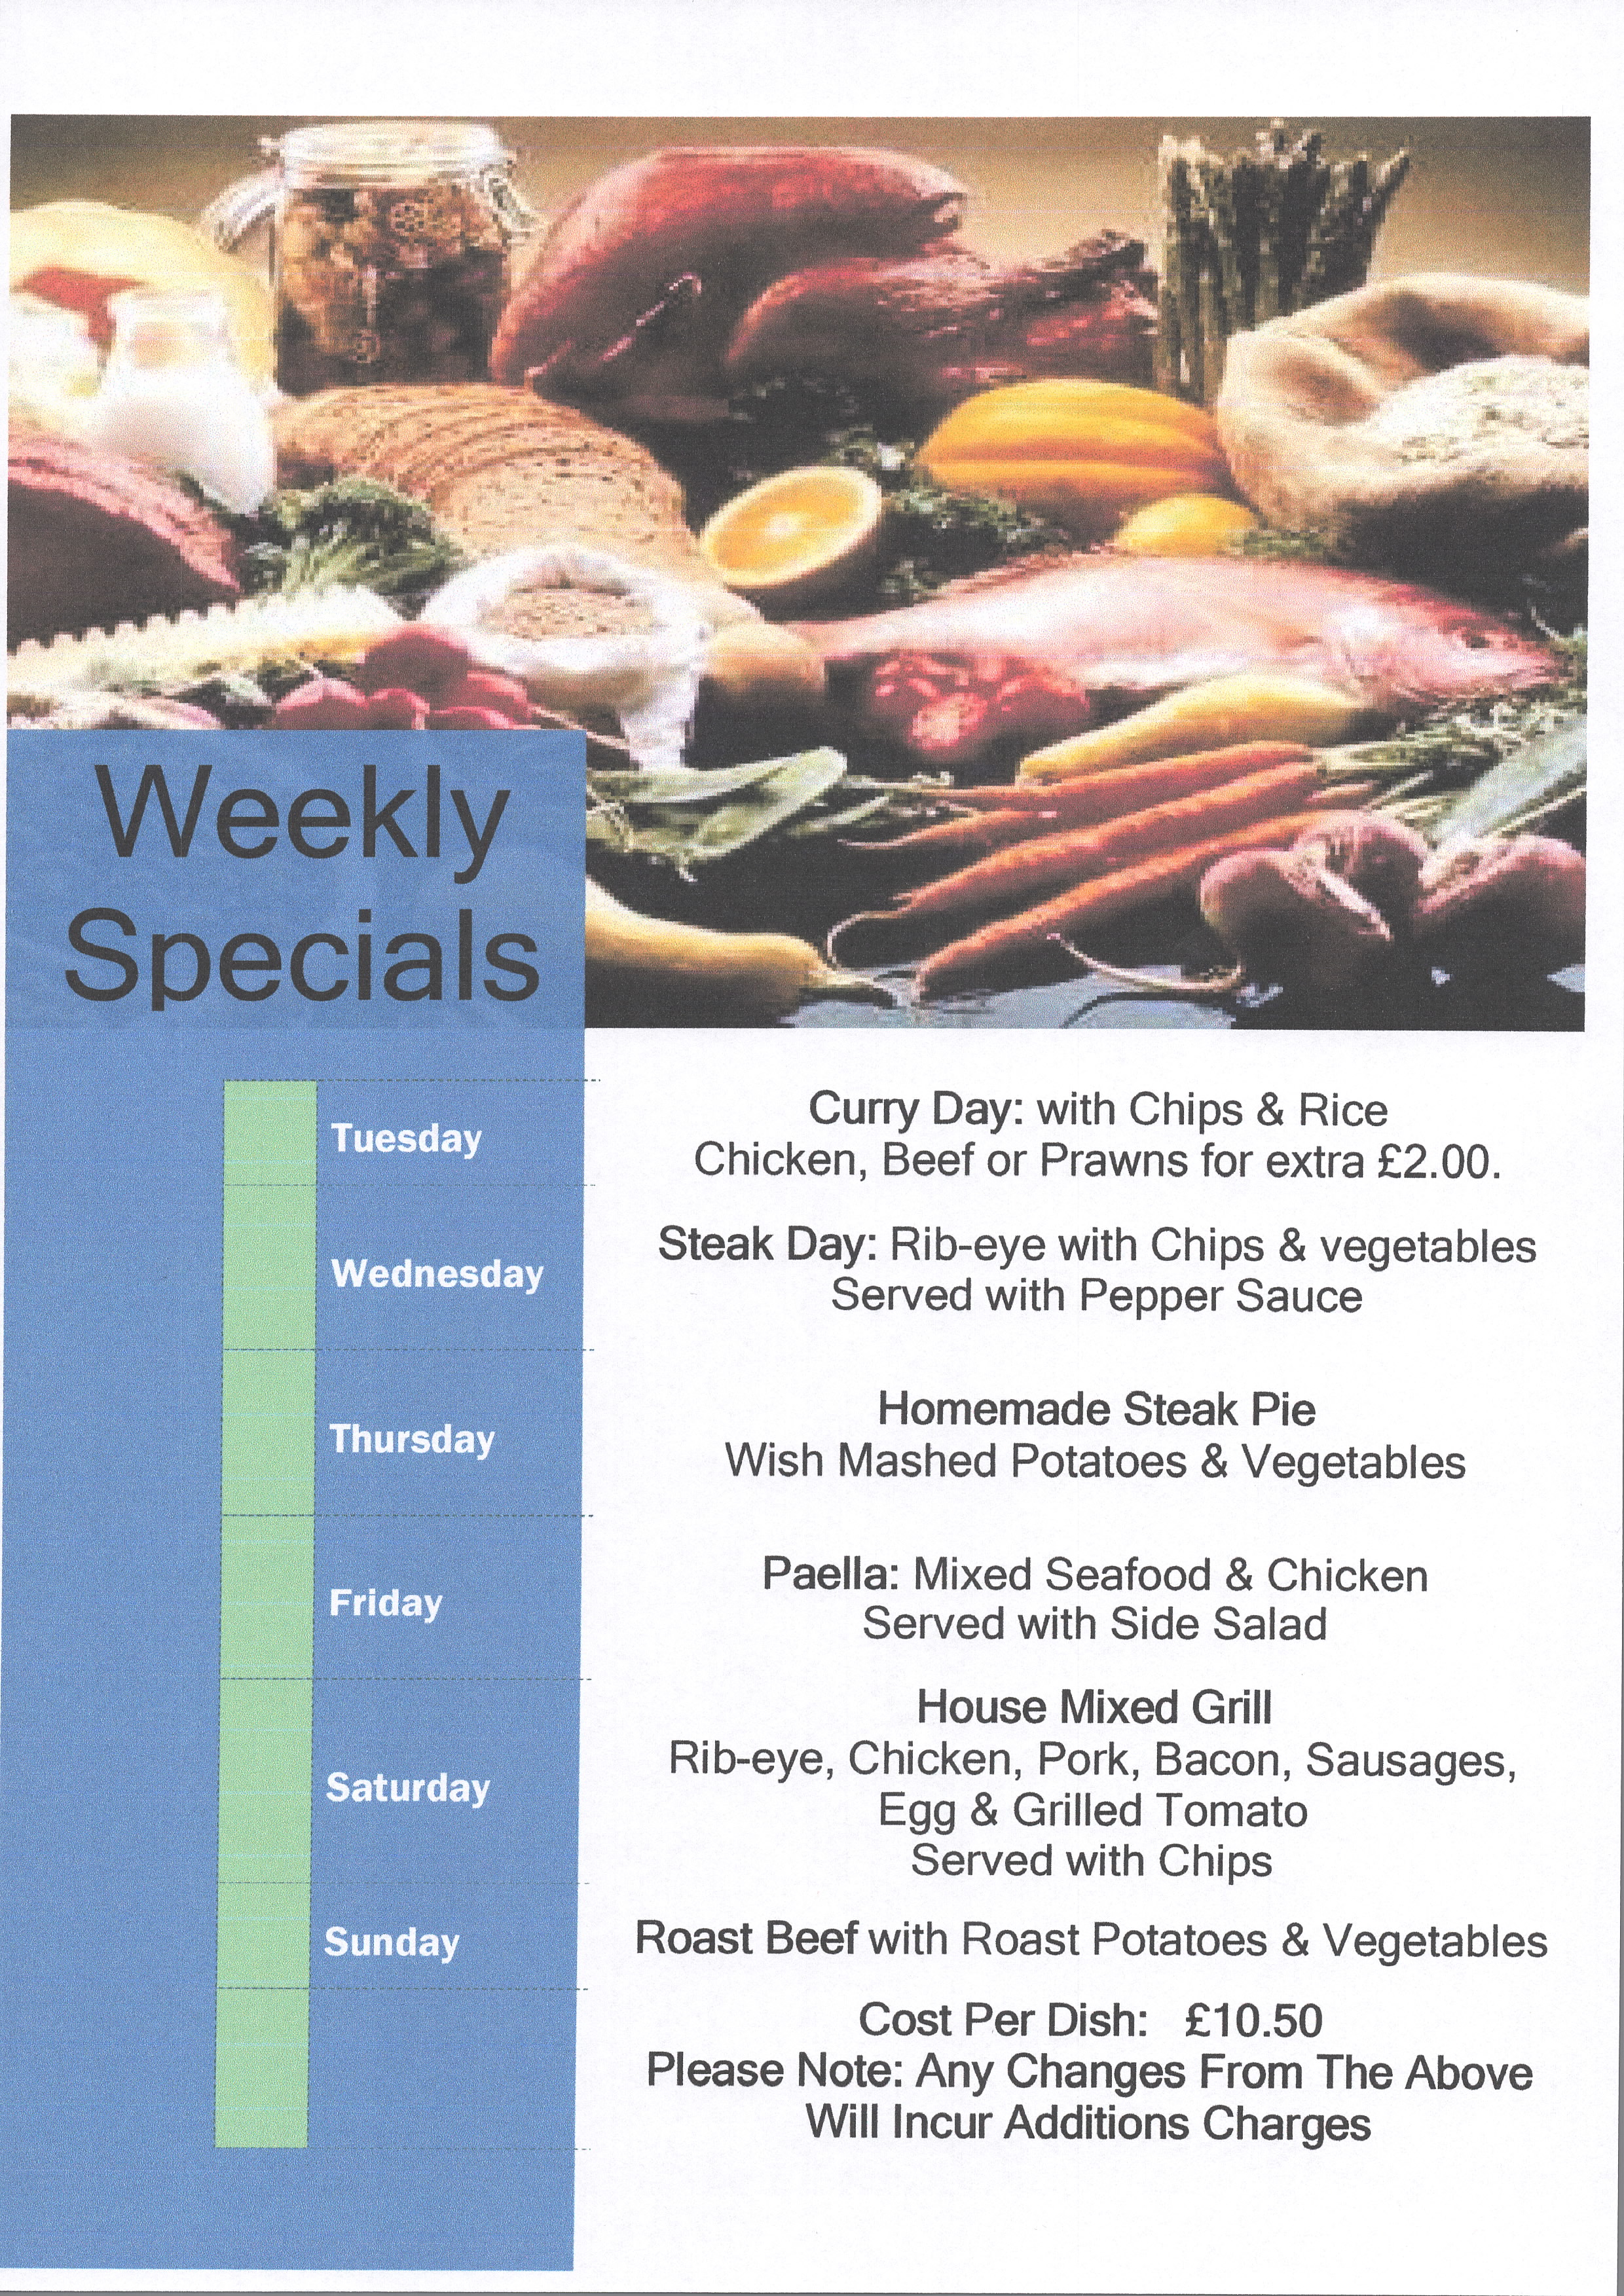 Weekly
Specials
Tuesday
Curry Day: with Chips & Rice
Chicken, Beef or Prawns for extra £2.00.
Wednesday
Steak Day: Rib-eye with Chips & vegetables
Served with Pepper Sauce
Thursday
Homemade Steak Pie
Wish Mashed Potatoes & Vegetables
Friday
Paella: Mixed Seafood & Chicken
Served with Side Salad
Saturday
House Mixed Grill
Rib-eye, Chicken, Pork, Bacon, Sausages,
Egg & Grilled Tomato
Served with Chips
Sunday
Roast Beef with Roast Potatoes & Vegetables
Cost Per Dish: £10.50
Please Note: Any Changes From The Above
Will Incur Additions Charges